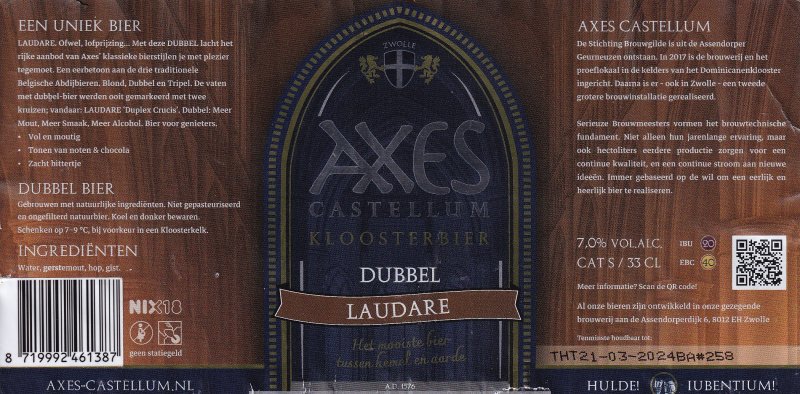 EEN UNIEK BIER
LAUDARE. Ofwel, lofprijzing... Met deze DUBBEL lacht het
rijke aanbod van Axes' klassieke bierstijlen je met plezier
tegemoet. Een eerbetoon aan de drie traditionele
Belgische Abdijbieren. Blond, Dubbel en Tripel. De vaten
met dubbel-bier werden ooit gemarkeerd met twee
kruizen; vandaar: LAUDARE 'Duplex Crucis'. Dubbel: Meer
Mout, Meer Smaak, Meer Alcohol. Bier voor genieters.
• Vol en moutig
• Tonen van noten & chocola
• Zacht bittertje
DUBBEL BIER
Gebrouwen met natuurlijke ingrediënten. Niet gepasteuriseerd
en ongefilterd natuurbier. Koel en donker bewaren.
Schenken op 7-9 °C, bij voorkeur in een Kloosterkelk.
INGREDIËNTEN
Water, gerstemout, hop, gist.
8 719992 461387
NIX18
geen statiegeld
AXES-CASTELLUM.NL
ZWOLLE
AXES
CASTELLUM
KLOOSTERBIER
DUBBEL
LAUDARE
Het mooiste bier
tussen hemel en aarde
A.D. 1576
AXES CASTELLUM
De Stichting Brouwgilde is uit de Assendorper
Geurneuzen ontstaan. In 2017 is de brouwerij en het
proeflokaal in de kelders van het Dominicanenklooster
ingericht. Daarna is er - ook in Zwolle - een tweede
grotere brouwinstallatie gerealiseerd.
Serieuze Brouwmeesters vormen het brouwtechnische
fundament. Niet alleen hun jarenlange ervaring, maar
ook hectoliters eerdere productie zorgen voor een
continue kwaliteit, en een continue stroom aan nieuwe
ideeën. Immer gebaseerd op de wil om een eerlijk en
heerlijk bier te realiseren.
7,0% VOL.ALC. IBU 20
CAT S / 33 CL EBC 40
Meer informatie? Scan de QR code!
Al onze bieren zijn ontwikkeld in onze gezegende
brouwerij aan de Assendorperdijk 6, 8012 EH Zwolle
Tenminste houdbaar tot:
THT21-03-2024BA#258
HULDE! IUBENTIUM!